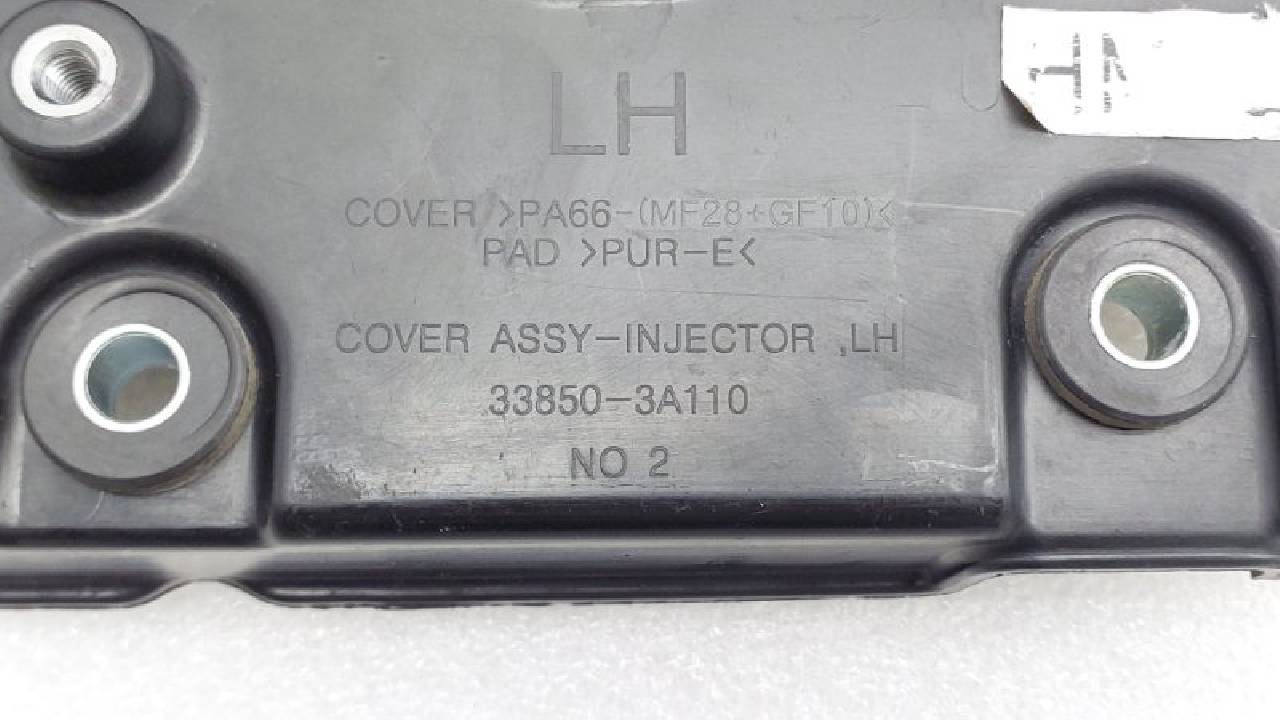 LH
COVER >PA66-(MF28+GF10)<
PAD >PUR-E<
COVER ASSY-INJECTOR ,LH
33850-3A110
NO 2